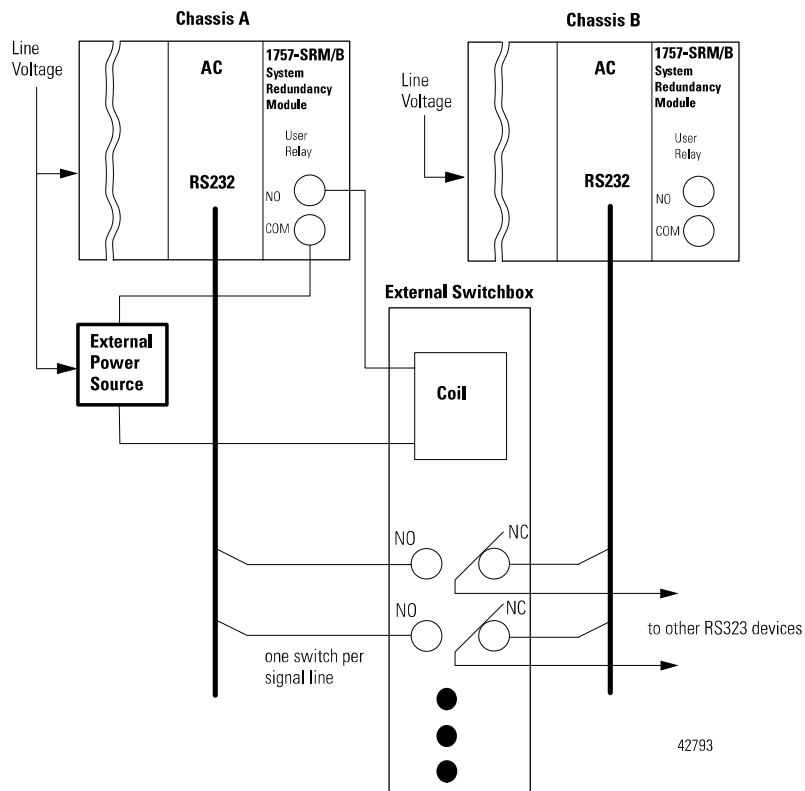 Chassis A
Line
Voltage
AC
1757-SRM/B
System
Redundancy
Module
User
Relay
RS232
NO
COM
Chassis B
Line
Voltage
AC
1757-SRM/B
System
Redundancy
Module
User
Relay
RS232
NO
COM
External Switchbox
External
Power
Source
Coil
NO
NC
NO
NC
to other RS323 devices
one switch per
signal line
42793